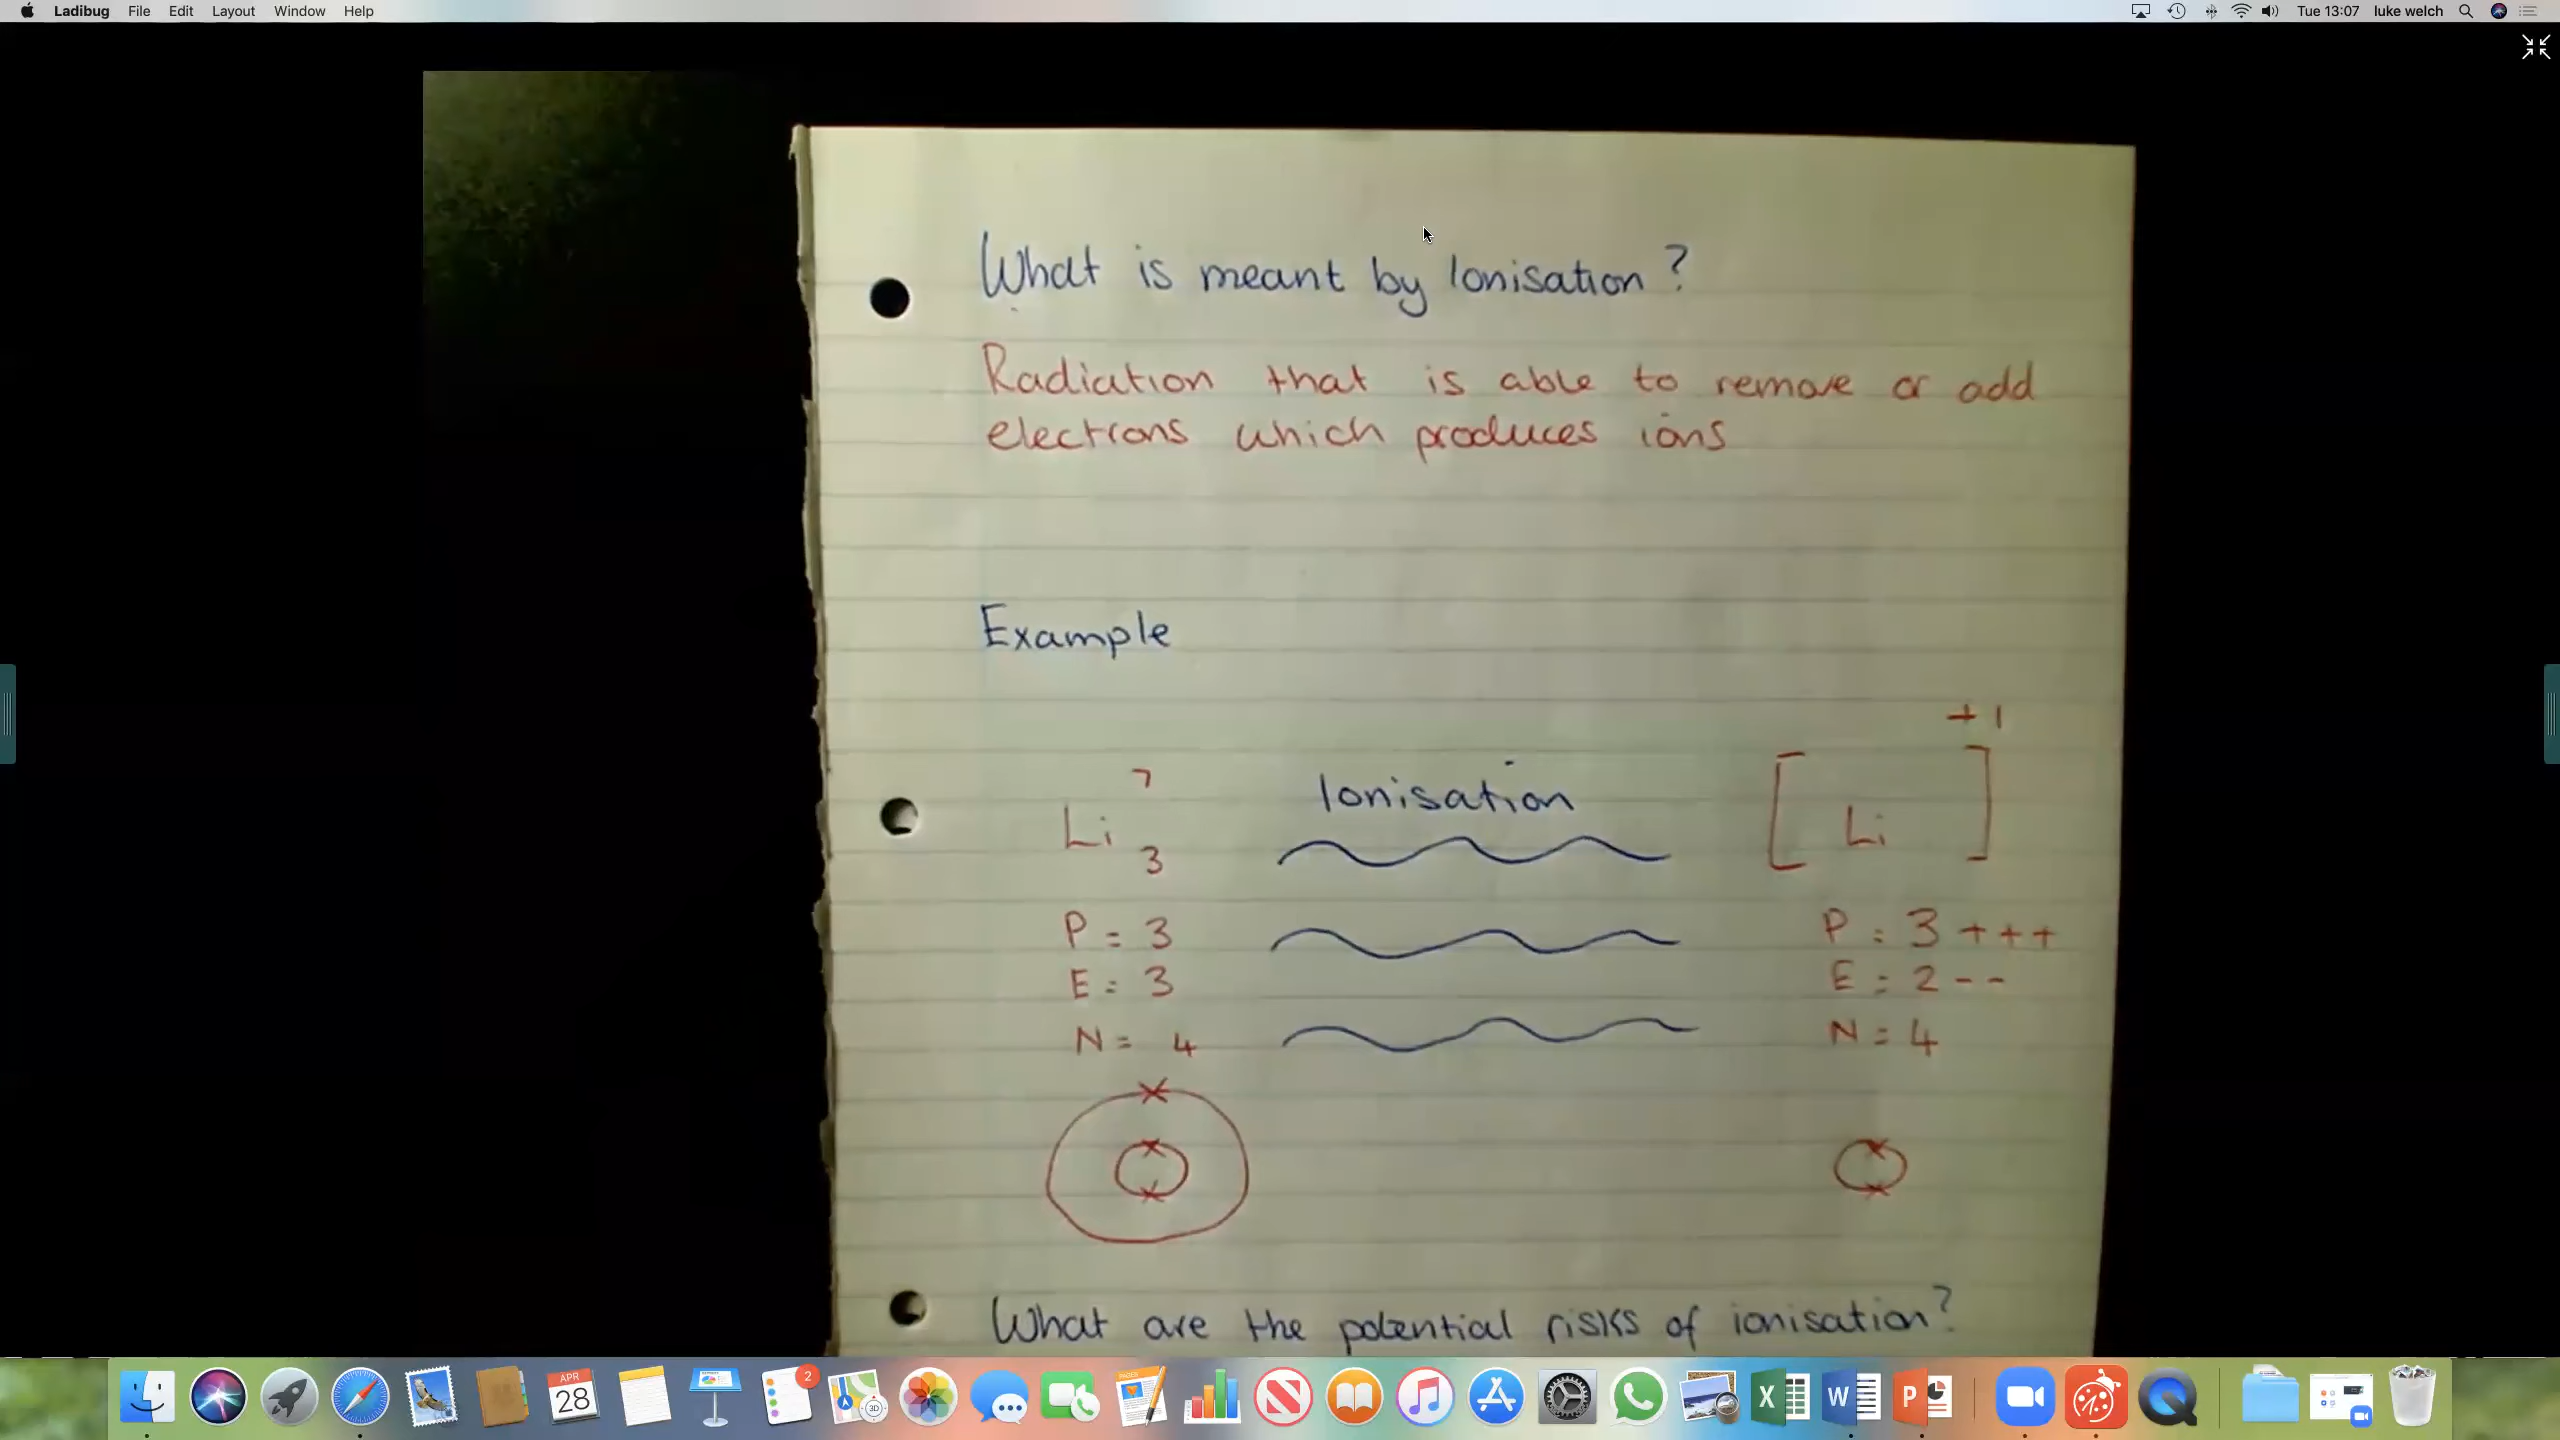 Ladibug File Edit Layout Window Help
Tue 13:07 luke welch
What is meant by Ionisation?
Radiation that is able to remove or add
electrons which produces ions
Example
+1
7
Ionisation
[ Li ]
Li
3
P = 3
P : 3 +++
E : 3
E : 2 --
N = 4
N = 4
What are the potential risks of ionisation?
APR
28
2
3D
PAGES
X
W
P